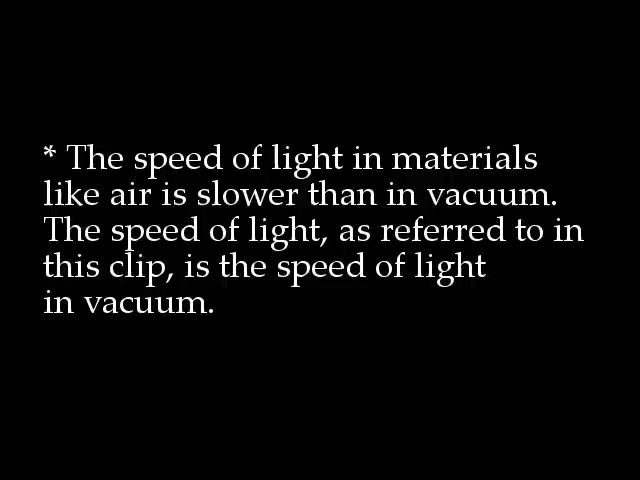 * The speed of light in materials
like air is slower than in vacuum.
The speed of light, as referred to in
this clip, is the speed of light
in vacuum.